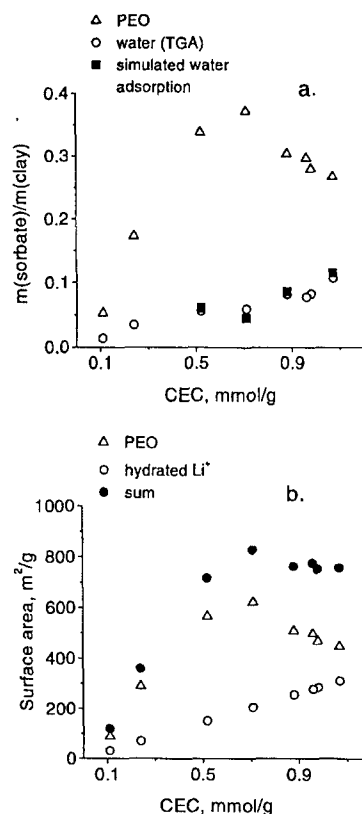 △ PEO
○ water (TGA)
■ simulated water
adsorption
a.
m(sorbate)/m(clay)
0.4
0.3
0.2
0.1
0.0
0.1 0.5 0.9
CEC, mmol/g
△ PEO
○ hydrated Li⁺
● sum
b.
Surface area, m²/g
1000
800
600
400
200
0
0.1 0.5 0.9
CEC, mmol/g